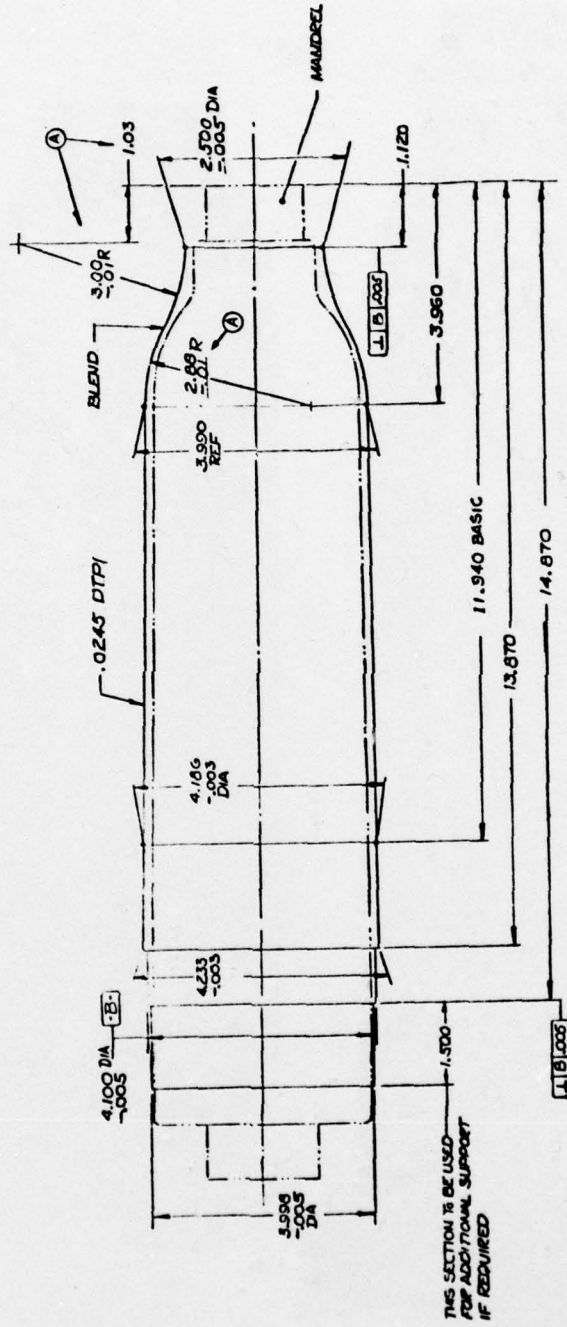 A
1.03
2.500 DIA
-.005
MANDREL
3.00R
-.01
1.120
BLEND
A
2.88 R
-.01
⊥ B .005
3.960
3.990
REF
.0245 DTPI
11.940 BASIC
13.870
14.870
4.186
-.003
DIA
4.233
-.003
4.100 DIA
-.005
-B-
1.500
⊥ B .005
3.998
-.005
DIA
THIS SECTION TO BE USED
FOR ADDITIONAL SUPPORT
IF REQUIRED